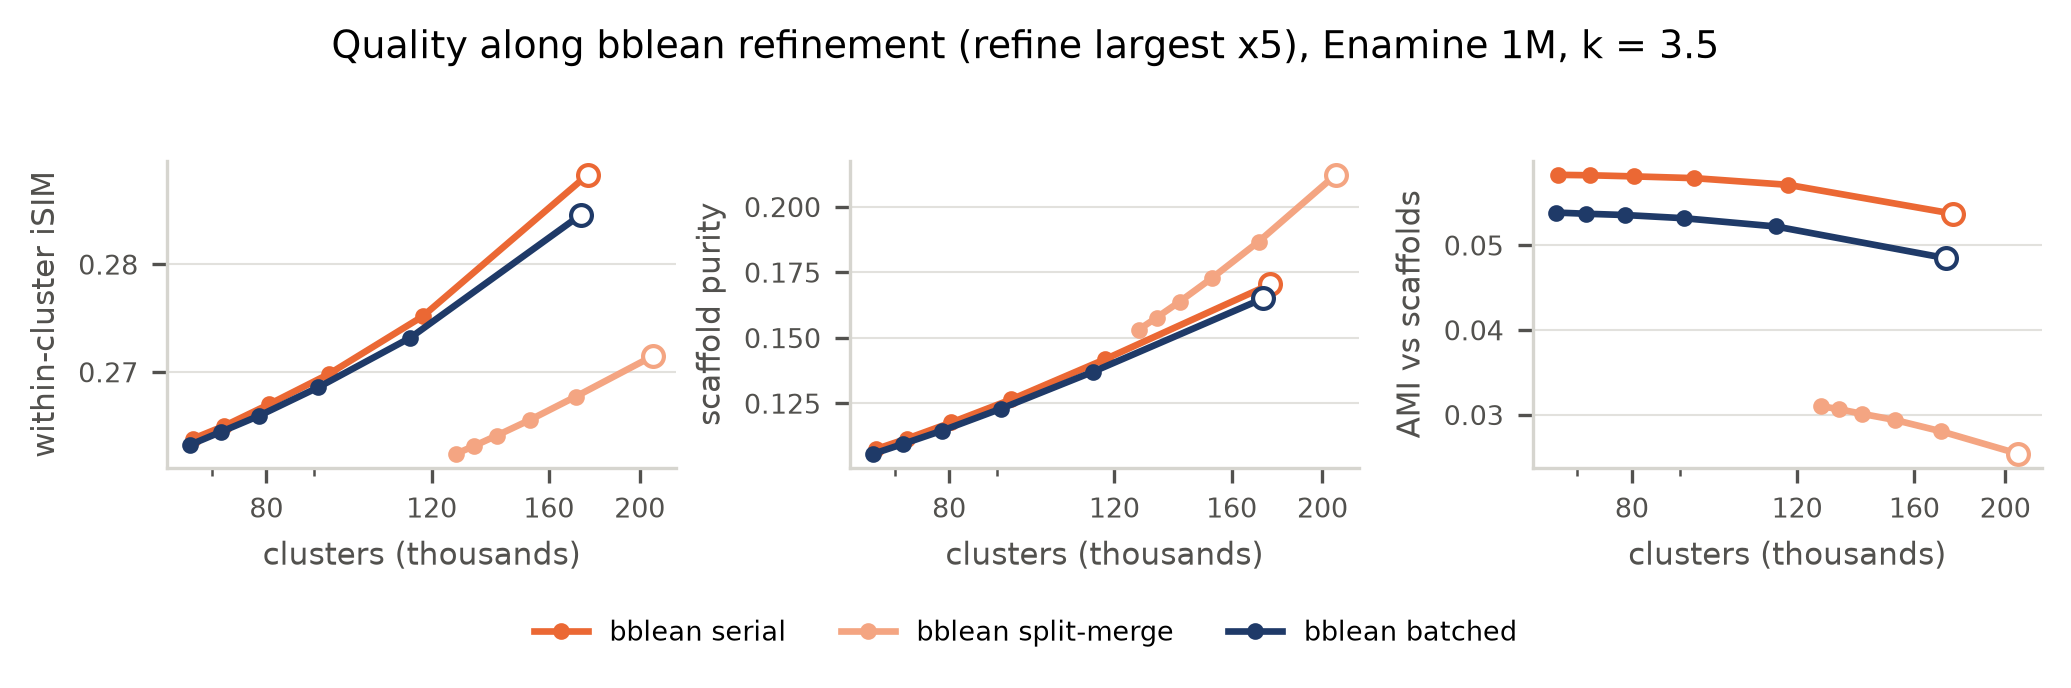 Quality along bblean refinement (refine largest x5), Enamine 1M, k = 3.5
within-cluster iSIM
0.28
0.27
80
120
160
200
clusters (thousands)
scaffold purity
0.200
0.175
0.150
0.125
80
120
160
200
clusters (thousands)
AMI vs scaffolds
0.05
0.04
0.03
80
120
160
200
clusters (thousands)
bblean serial
bblean split-merge
bblean batched